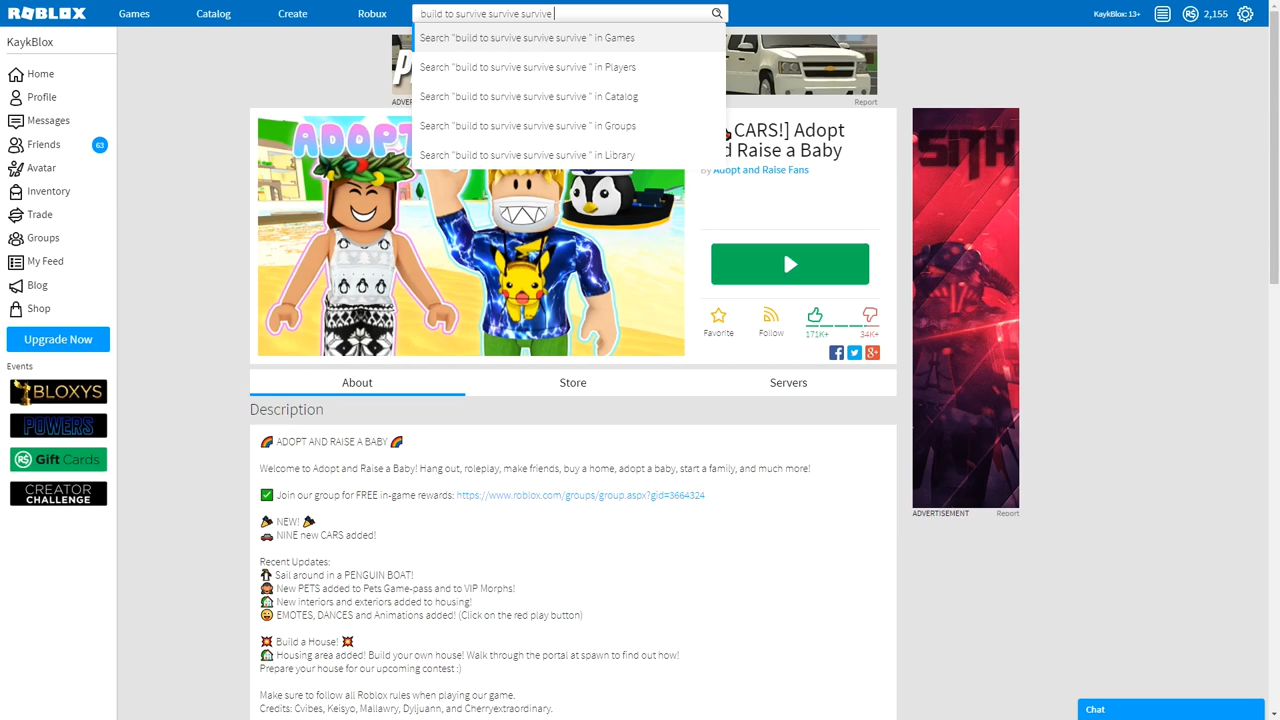 ROBLOX
Games
Catalog
Create
Robux
build to survive survive survive
KaykBlox: 13+
2,155
KaykBlox
Home
Profile
Messages
Friends
63
Avatar
Inventory
Trade
Groups
My Feed
Blog
Shop
Upgrade Now
Events
BLOXYS
POWERS
Gift Cards
CREATOR
CHALLENGE
Search "build to survive survive survive " in Games
Search "build to survive survive survive " in Players
Search "build to survive survive survive " in Catalog
Search "build to survive survive survive " in Groups
Search "build to survive survive survive " in Library
Report
ADOPT
CARS!] Adopt
Raise a Baby
By Adopt and Raise Fans
Favorite
Follow
171K+
34K+
About
Store
Servers
Description
🌈 ADOPT AND RAISE A BABY 🌈
Welcome to Adopt and Raise a Baby! Hang out, roleplay, make friends, buy a home, adopt a baby, start a family, and much more!
✅ Join our group for FREE in-game rewards: https://www.roblox.com/groups/group.aspx?gid=3664324
🎉 NEW! 🎉
🚗 NINE new CARS added!
Recent Updates:
🐧 Sail around in a PENGUIN BOAT!
New PETS added to Pets Game-pass and to VIP Morphs!
🏠 New interiors and exteriors added to housing!
😄 EMOTES, DANCES and Animations added! (Click on the red play button)
💥 Build a House! 💥
🏠 Housing area added! Build your own house! Walk through the portal at spawn to find out how!
Prepare your house for our upcoming contest :)
Make sure to follow all Roblox rules when playing our game.
Credits: Cvibes, Keisyo, Mallawry, Dyljuann, and Cherryextraordinary.
SITH
ADVERTISEMENT
Report
Chat